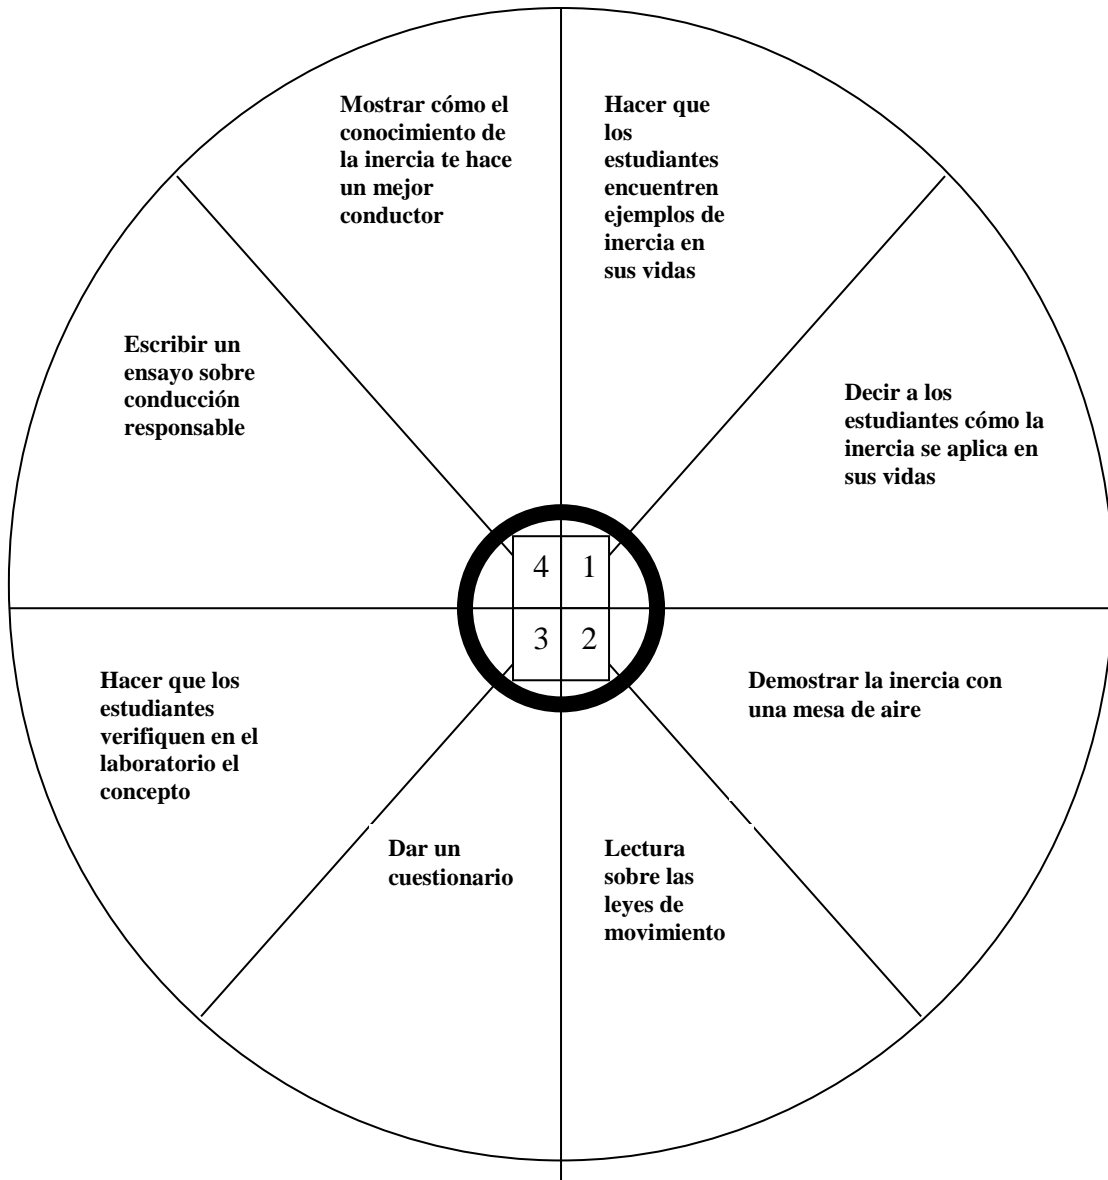 Mostrar cómo el
conocimiento de
la inercia te hace
un mejor
conductor
Hacer que
los
estudiantes
encuentren
ejemplos de
inercia en
sus vidas
Escribir un
ensayo sobre
conducción
responsable
Decir a los
estudiantes cómo la
inercia se aplica en
sus vidas
4 1
3 2
Hacer que los
estudiantes
verifiquen en el
laboratorio el
concepto
Demostrar la inercia con
una mesa de aire
Dar un
cuestionario
Lectura
sobre las
leyes de
movimiento